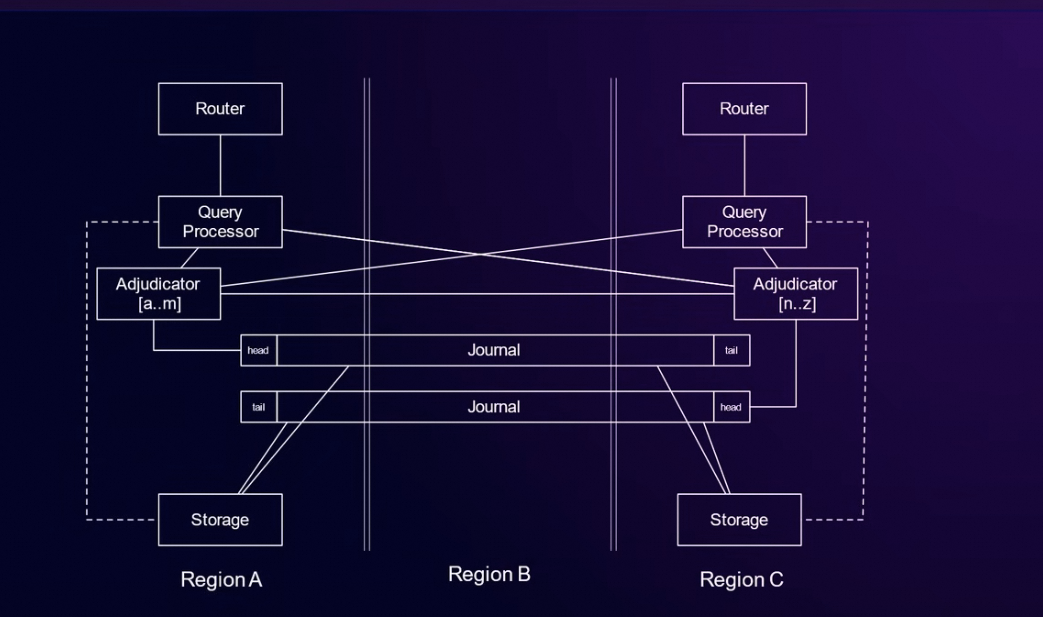 Router
Router
Query
Processor
Query
Processor
Adjudicator
[a..m]
Adjudicator
[n..z]
head
Journal
tail
tail
Journal
head
Storage
Storage
Region A
Region B
Region C